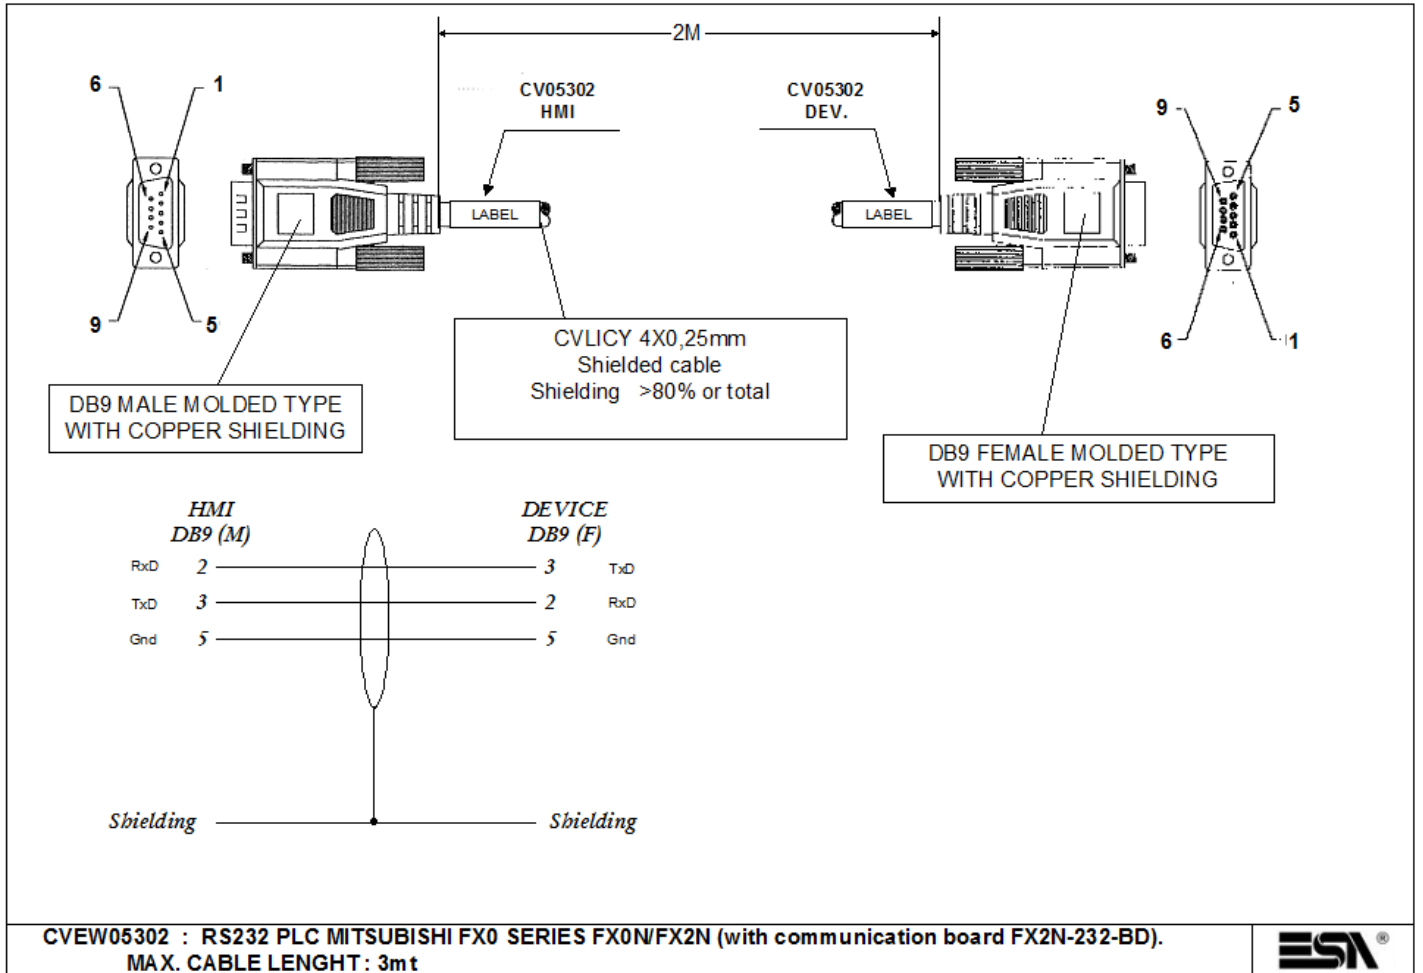 2M
6
1
CV05302
HMI
CV05302
DEV.
9
5
LABEL
LABEL
9
5
6
1
CVLICY 4X0,25mm
Shielded cable
Shielding >80% or total
DB9 MALE MOLDED TYPE
WITH COPPER SHIELDING
DB9 FEMALE MOLDED TYPE
WITH COPPER SHIELDING
HMI
DB9 (M)
DEVICE
DB9 (F)
RxD 2 3 TxD
TxD 3 2 RxD
Gnd 5 5 Gnd
Shielding Shielding
CVEW05302 : RS232 PLC MITSUBISHI FX0 SERIES FX0N/FX2N (with communication board FX2N-232-BD).
MAX. CABLE LENGHT : 3mt
ESA ®